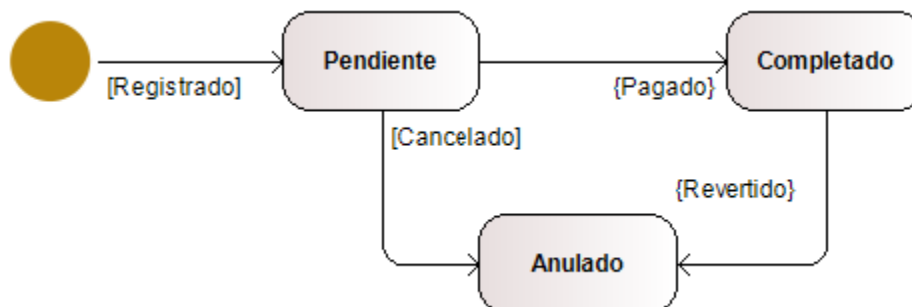 Pendiente
Completado
[Registrado]
{Pagado}
[Cancelado]
{Revertido}
Anulado